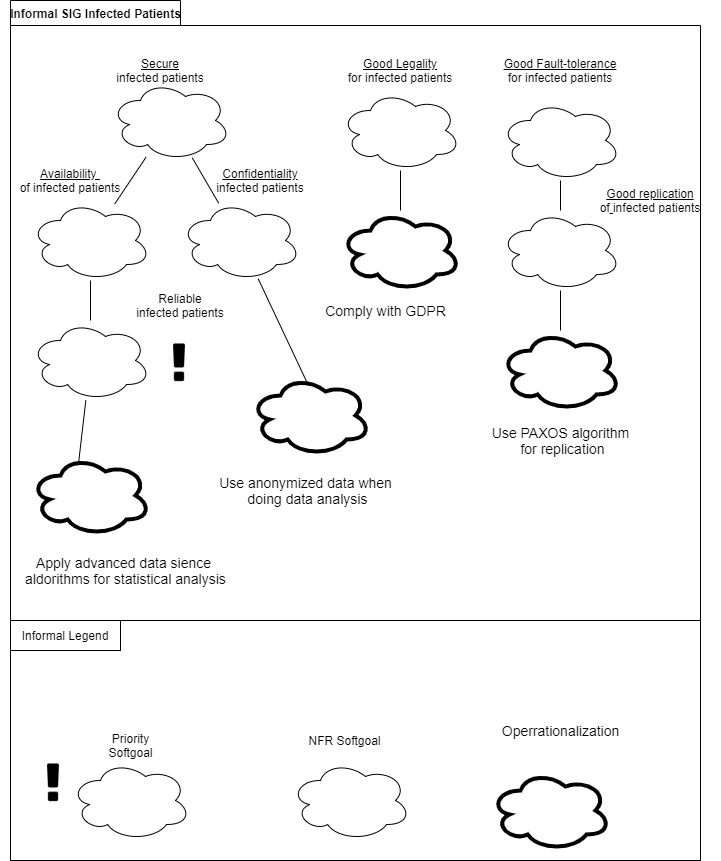 Informal SIG Infected Patients
Secure
infected patients
Good Legality
for infected patients
Good Fault-tolerance
for infected patients
Availability
of infected patients
Confidentiality
infected patients
Good replication
of infected patients
Reliable
infected patients
!
Comply with GDPR
Use PAXOS algorithm
for replication
Use anonymized data when
doing data analysis
Apply advanced data sience
aldorithms for statistical analysis
Informal Legend
Priority
Softgoal
!
NFR Softgoal
Operrationalization